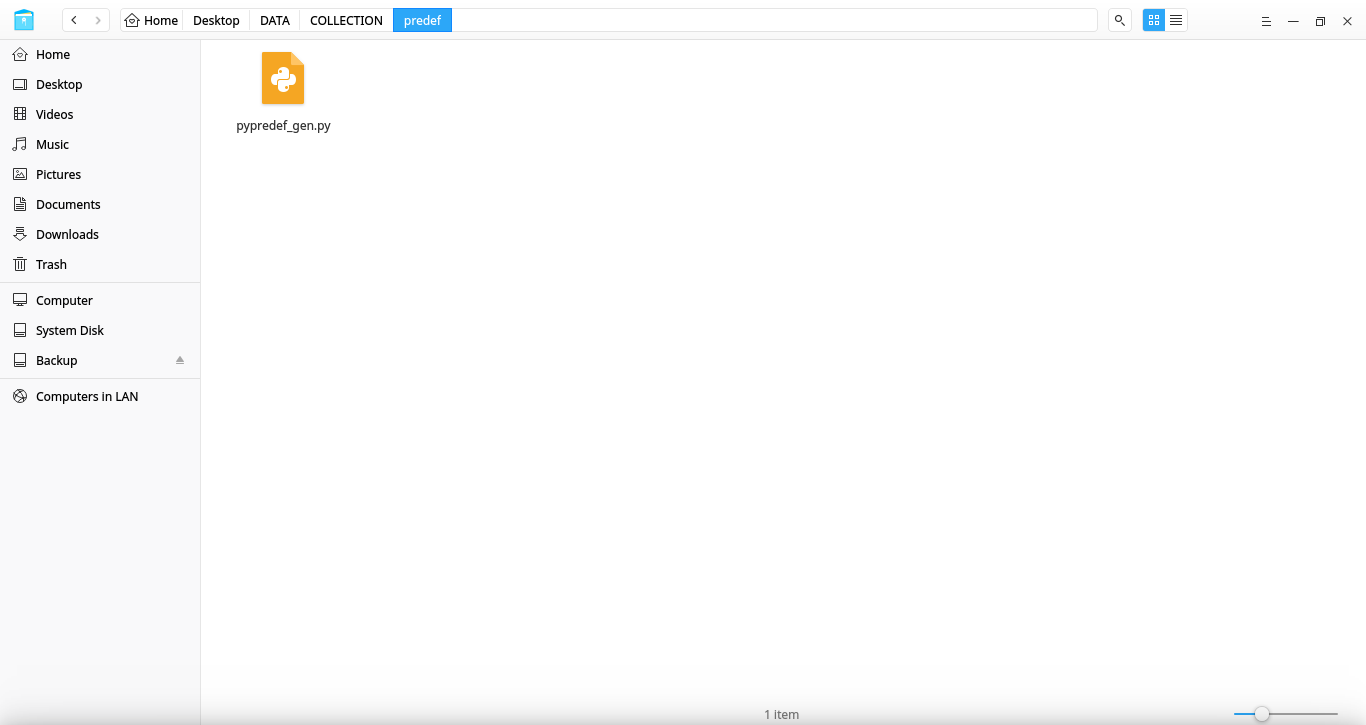 Home Desktop DATA COLLECTION predef
Home
Desktop
Videos
Music
Pictures
Documents
Downloads
Trash
Computer
System Disk
Backup
Computers in LAN
pypredef_gen.py
1 item